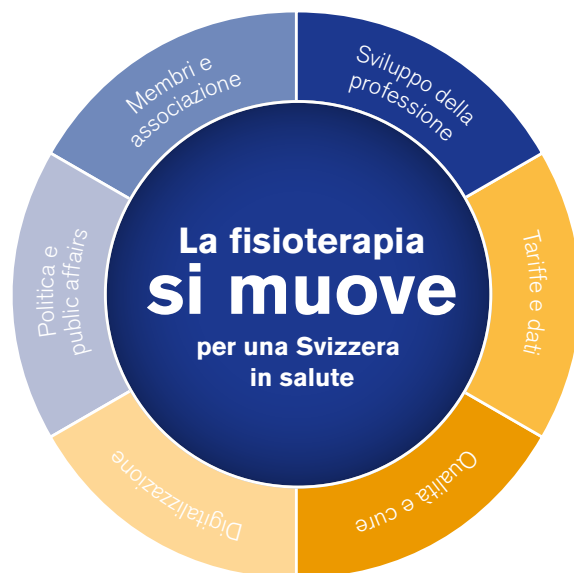 La fisioterapia
si muove
per una Svizzera
in salute
Sviluppo della
professione
Tariffe e dati
Qualità e cure
Digitalizzazione
Politica e
public affairs
Membri e
associazione